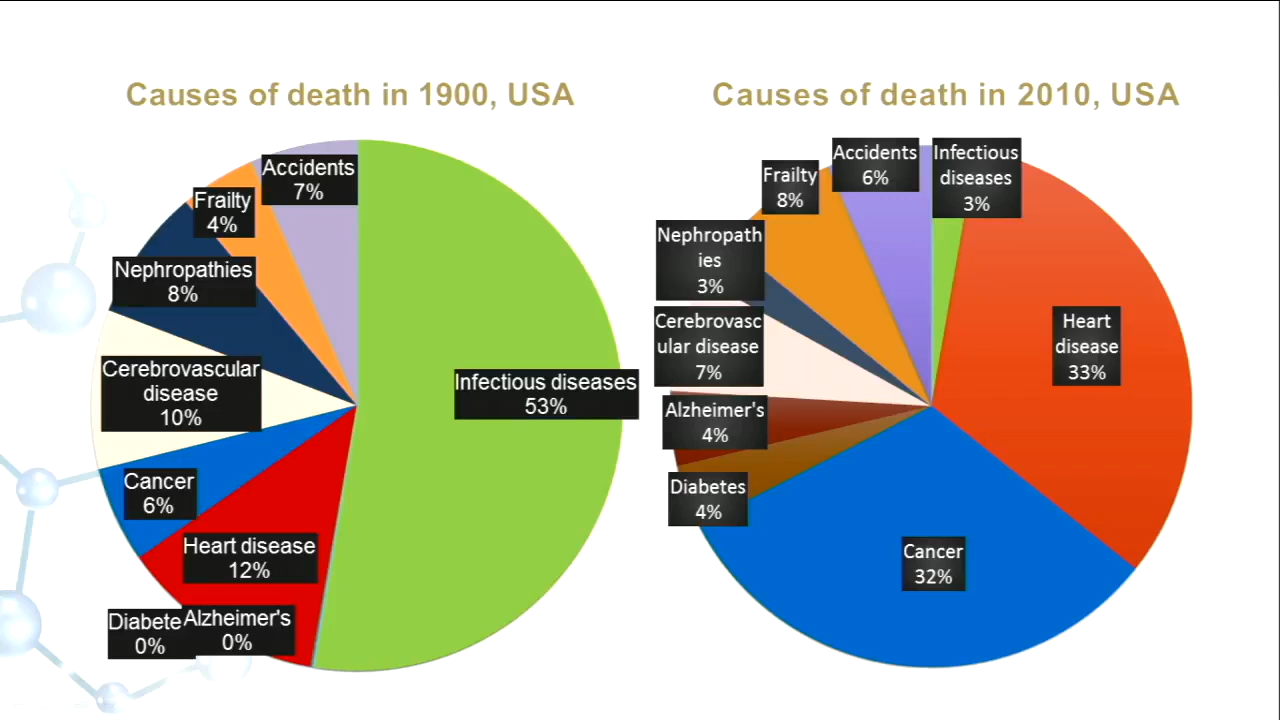 Causes of death in 1900, USA
Accidents
7%
Frailty
4%
Nephropathies
8%
Cerebrovascular
disease
10%
Infectious diseases
53%
Cancer
6%
Heart disease
12%
Diabete
0%
Alzheimer's
0%
Causes of death in 2010, USA
Accidents
6%
Infectious
diseases
3%
Frailty
8%
Nephropath
ies
3%
Cerebrovasc
ular disease
7%
Heart
disease
33%
Alzheimer's
4%
Diabetes
4%
Cancer
32%